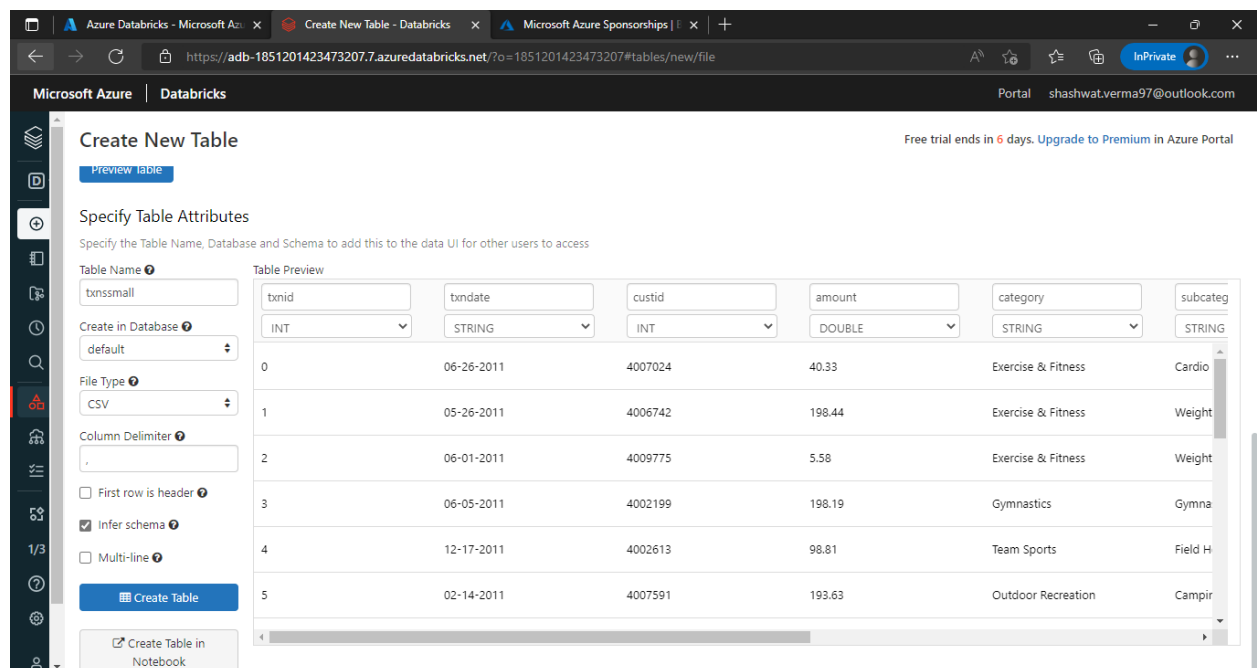 Azure Databricks - Microsoft Azu
Create New Table - Databricks
Microsoft Azure Sponsorships |
https://adb-1851201423473207.7.azuredatabricks.net/?o=1851201423473207#tables/new/file
InPrivate
Microsoft Azure Databricks
Portal shashwat.verma97@outlook.com
Create New Table
Free trial ends in 6 days. Upgrade to Premium in Azure Portal
Preview Table
Specify Table Attributes
Specify the Table Name, Database and Schema to add this to the data UI for other users to access
Table Name
txnssmall
Create in Database
default
File Type
CSV
Column Delimiter
,
First row is header
Infer schema
Multi-line
Create Table
Create Table in
Notebook
1/3
Table Preview
txnid txndate custid amount category subcateg
INT STRING INT DOUBLE STRING STRING
0 06-26-2011 4007024 40.33 Exercise & Fitness Cardio
1 05-26-2011 4006742 198.44 Exercise & Fitness Weight
2 06-01-2011 4009775 5.58 Exercise & Fitness Weight
3 06-05-2011 4002199 198.19 Gymnastics Gymna
4 12-17-2011 4002613 98.81 Team Sports Field H
5 02-14-2011 4007591 193.63 Outdoor Recreation Campin